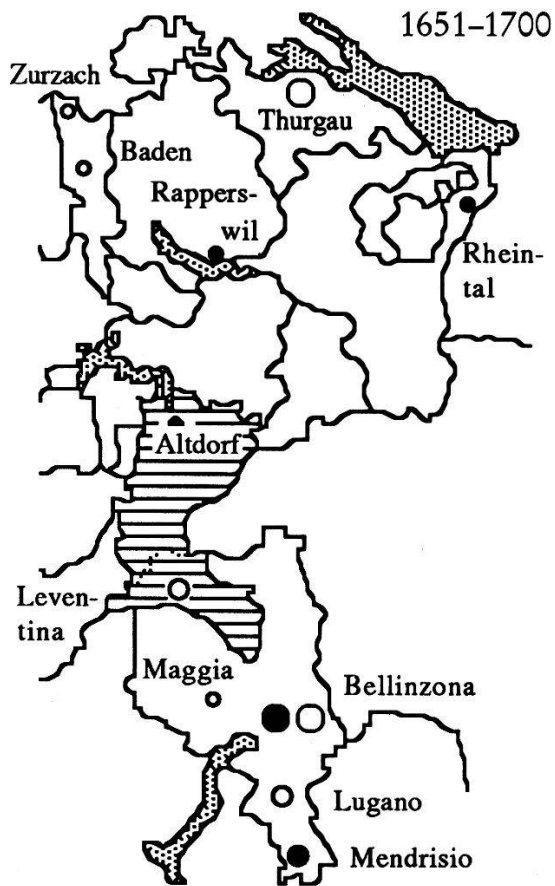 1651–1700
Zurzach
Thurgau
Baden
Rappers-
wil
Rhein-
tal
Altdorf
Leven-
tina
Maggia
Bellinzona
Lugano
Mendrisio